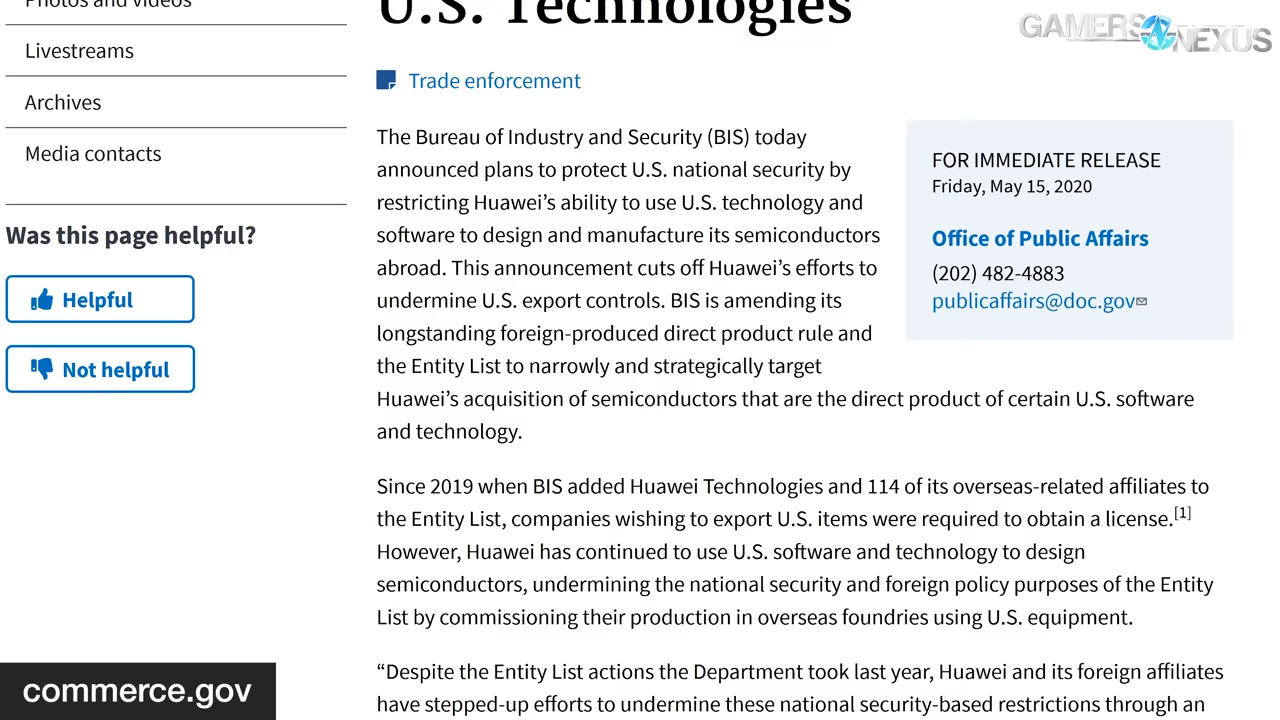 Photos and videos
Livestreams
Archives
Media contacts
Was this page helpful?
Helpful
Not helpful
U.S. Technologies
Trade enforcement
The Bureau of Industry and Security (BIS) today
announced plans to protect U.S. national security by
restricting Huawei’s ability to use U.S. technology and
software to design and manufacture its semiconductors
abroad. This announcement cuts off Huawei’s efforts to
undermine U.S. export controls. BIS is amending its
longstanding foreign-produced direct product rule and
the Entity List to narrowly and strategically target
Huawei’s acquisition of semiconductors that are the direct product of certain U.S. software
and technology.
Since 2019 when BIS added Huawei Technologies and 114 of its overseas-related affiliates to
the Entity List, companies wishing to export U.S. items were required to obtain a license.[1]
However, Huawei has continued to use U.S. software and technology to design
semiconductors, undermining the national security and foreign policy purposes of the Entity
List by commissioning their production in overseas foundries using U.S. equipment.
“Despite the Entity List actions the Department took last year, Huawei and its foreign affiliates
have stepped-up efforts to undermine these national security-based restrictions through an
FOR IMMEDIATE RELEASE
Friday, May 15, 2020
Office of Public Affairs
(202) 482-4883
publicaffairs@doc.gov
GAMERS NEXUS
commerce.gov